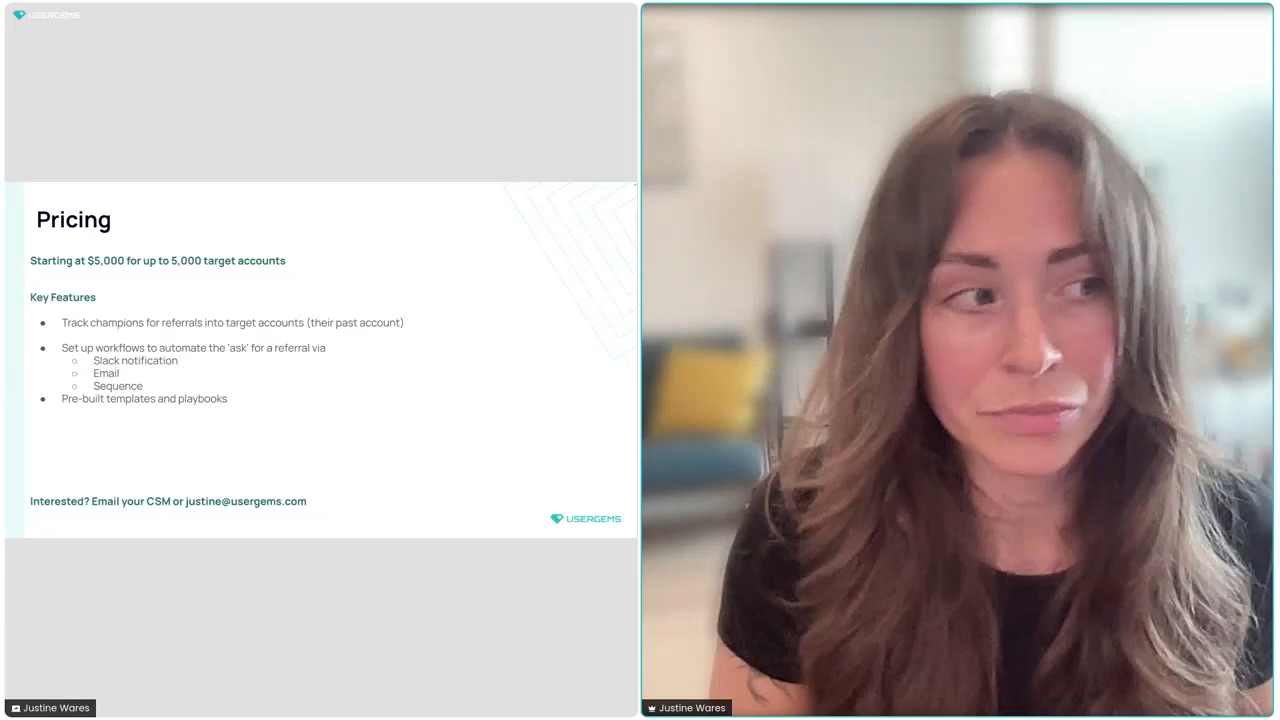 USERGEMS
Pricing
Starting at $5,000 for up to 5,000 target accounts
Key Features
● Track champions for referrals into target accounts (their past account)
● Set up workflows to automate the 'ask' for a referral via
○ Slack notification
○ Email
○ Sequence
● Pre-built templates and playbooks
Interested? Email your CSM or justine@usergems.com
USERGEMS
Justine Wares
Justine Wares